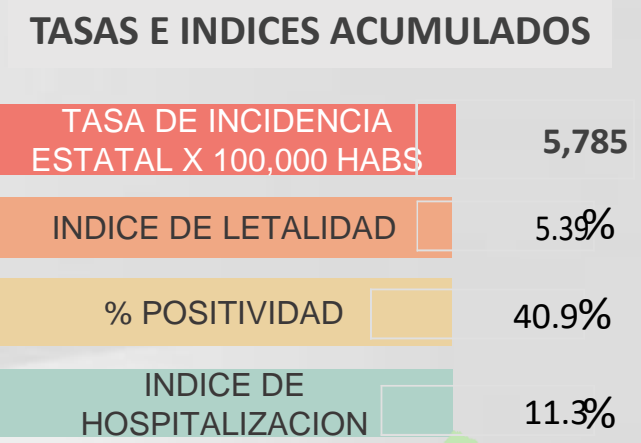 TASAS E INDICES ACUMULADOS
TASA DE INCIDENCIA
ESTATAL X 100,000 HABS
5,785
INDICE DE LETALIDAD
5.39%
% POSITIVIDAD
40.9%
INDICE DE
HOSPITALIZACION
11.3%